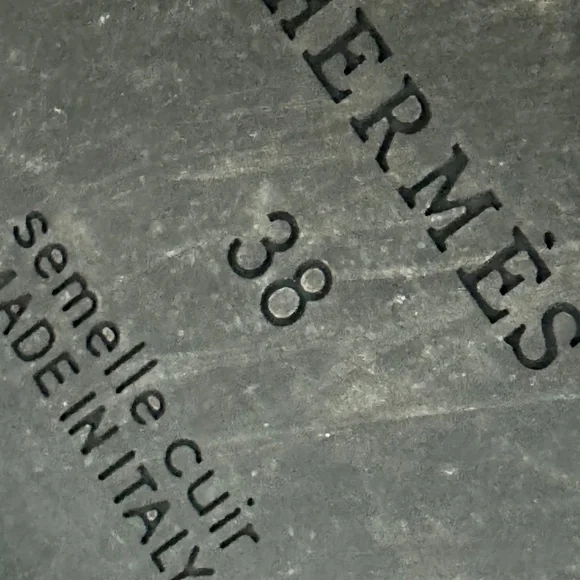 HERMÈS
38
semelle cuir
MADE IN ITALY